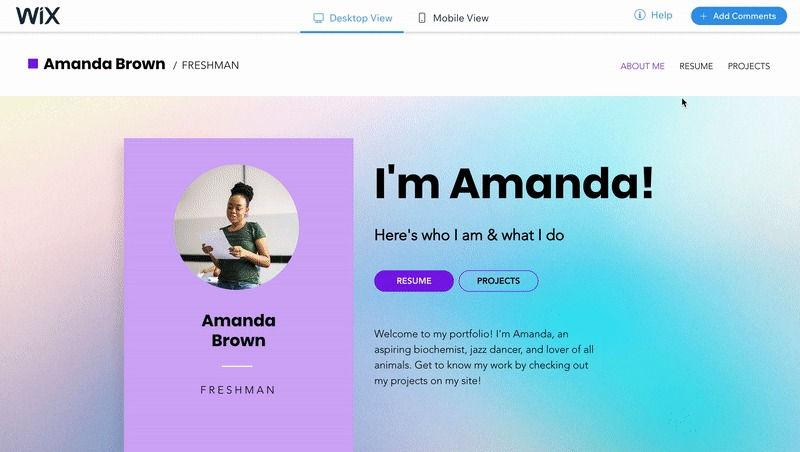 WiX
Desktop View
Mobile View
Help
+ Add Comments
Amanda Brown / FRESHMAN
ABOUT ME
RESUME
PROJECTS
I'm Amanda!
Here's who I am & what I do
RESUME
PROJECTS
Amanda
Brown
FRESHMAN
Welcome to my portfolio! I'm Amanda, an
aspiring biochemist, jazz dancer, and lover of all
animals. Get to know my work by checking out
my projects on my site!